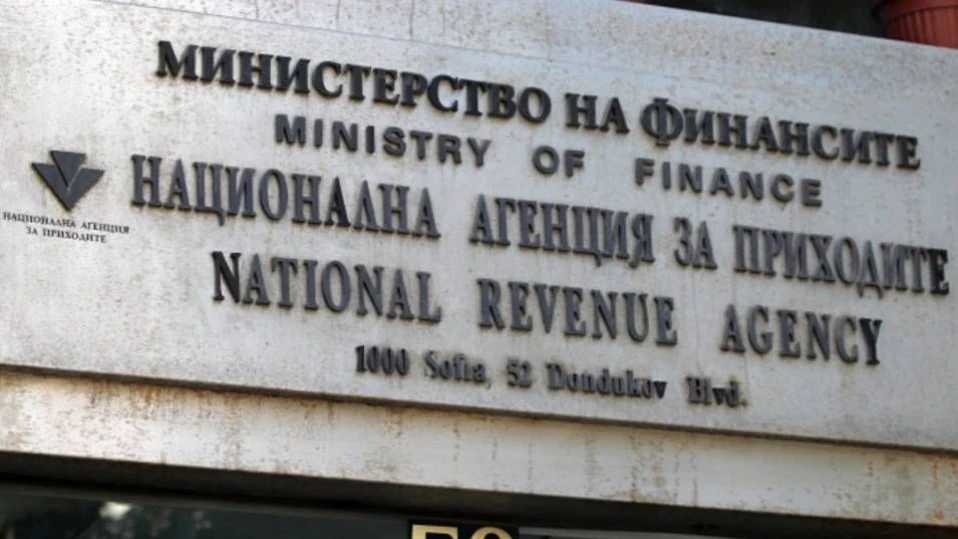 МИНИСТЕРСТВО НА ФИНАНСИТЕ
MINISTRY OF FINANCE
НАЦИОНАЛНА АГЕНЦИЯ ЗА ПРИХОДИТЕ
НАЦИОНАЛНА АГЕНЦИЯ
ЗА ПРИХОДИТЕ
NATIONAL REVENUE AGENCY
1000 Sofia, 52 Dondukov Blvd.